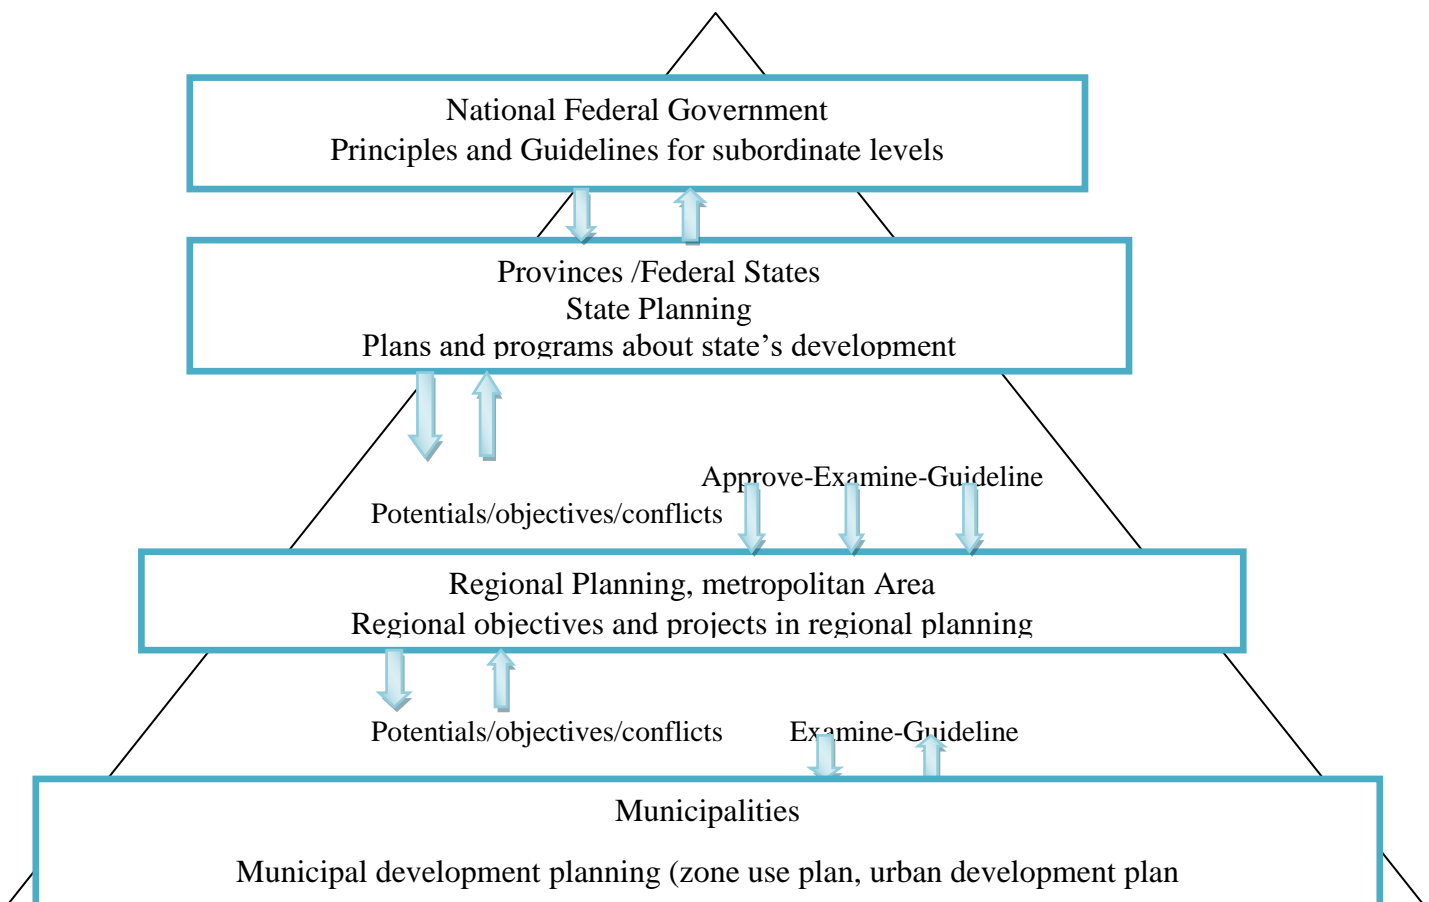 National Federal Government
Principles and Guidelines for subordinate levels
Provinces /Federal States
State Planning
Plans and programs about state’s development
Approve-Examine-Guideline
Potentials/objectives/conflicts
Regional Planning, metropolitan Area
Regional objectives and projects in regional planning
Potentials/objectives/conflicts Examine-Guideline
Municipalities
Municipal development planning (zone use plan, urban development plan